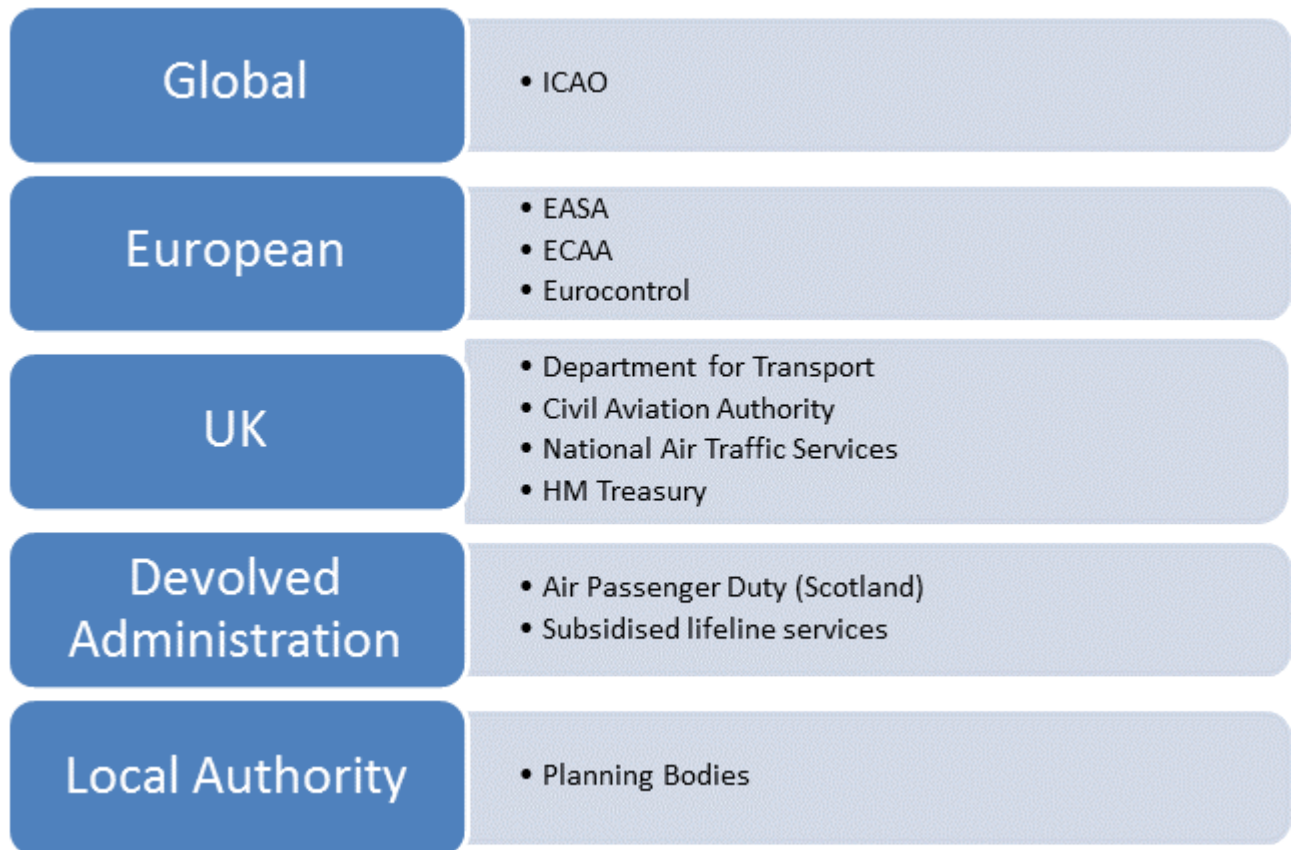 Global
• ICAO
European
• EASA
• ECAA
• Eurocontrol
UK
• Department for Transport
• Civil Aviation Authority
• National Air Traffic Services
• HM Treasury
Devolved
Administration
• Air Passenger Duty (Scotland)
• Subsidised lifeline services
Local Authority
• Planning Bodies